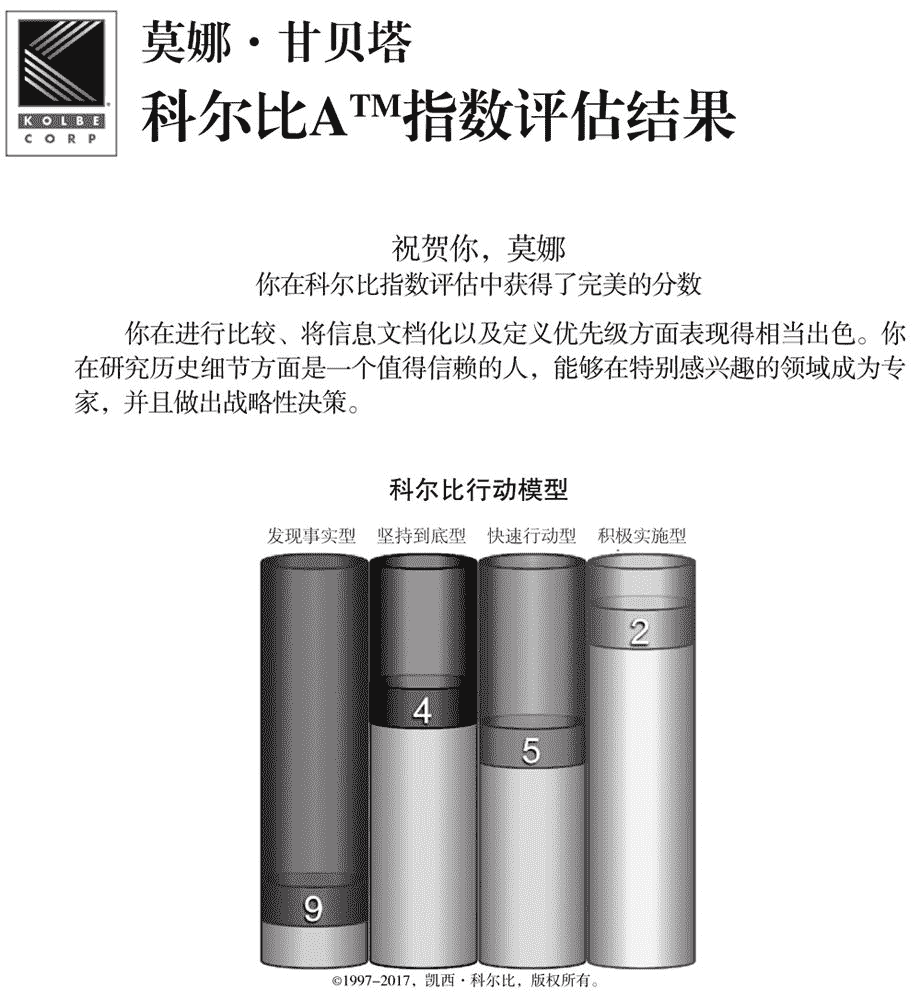 KOLBE
CORP
莫娜·甘贝塔
科尔比A™指数评估结果
祝贺你，莫娜
你在科尔比指数评估中获得了完美的分数
你在进行比较、将信息文档化以及定义优先级方面表现得相当出色。你
在研究历史细节方面是一个值得信赖的人，能够在特别感兴趣的领域成为专
家，并且做出战略性决策。
科尔比行动模型
发现事实型 坚持到底型 快速行动型 积极实施型
2
4
5
9
©1997-2017，凯西·科尔比，版权所有。